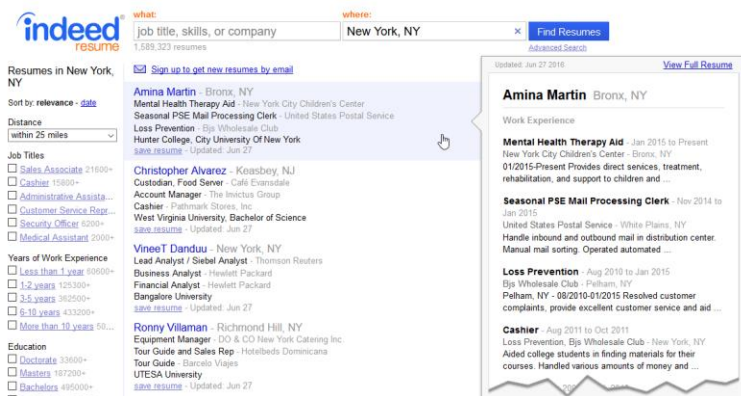 what:
where:
indeed
resume
job title, skills, or company
New York, NY
×
Find Resumes
1,589,323 resumes
Advanced Search
Resumes in New York,
NY
Sort by: relevance - date
Distance
within 25 miles
Job Titles
Sales Associate 21600+
Cashier 15600+
Administrative Assista...
Customer Service Repr...
Security Officer 8200+
Medical Assistant 2000+
Years of Work Experience
Less than 1 year 60600+
1-2 years 125300+
3-5 years 362500+
6-10 years 433200+
More than 10 years 50...
Education
Doctorate 33600+
Masters 187200+
Bachelors 495000+
Sign up to get new resumes by email
Amina Martin - Bronx, NY
Mental Health Therapy Aid - New York City Children's Center
Seasonal PSE Mail Processing Clerk - United States Postal Service
Loss Prevention - Bjs Wholesale Club
Hunter College, City University Of New York
save resume - Updated: Jun 27
Christopher Alvarez - Keasbey, NJ
Custodian, Food Server - Café Evansdale
Account Manager - The Invictus Group
Cashier - Pathmark Stores, Inc
West Virginia University, Bachelor of Science
save resume - Updated: Jun 27
VineeT Danduu - New York, NY
Lead Analyst / Siebel Analyst - Thomson Reuters
Business Analyst - Hewlett Packard
Financial Analyst - Hewlett Packard
Bangalore University
save resume - Updated: Jun 27
Ronny Villaman - Richmond Hill, NY
Equipment Manager - DO & CO New York Catering Inc.
Tour Guide and Sales Rep - Hotelbeds Dominicana
Tour Guide - Barcelo Viajes
UTESA University
save resume - Updated: Jun 27
Updated: Jun 27 2016
View Full Resume
Amina Martin Bronx, NY
Work Experience
Mental Health Therapy Aid - Jan 2015 to Present
New York City Children's Center - Bronx, NY
01/2015-Present Provides direct services, treatment,
rehabilitation, and support to children and ...
Seasonal PSE Mail Processing Clerk - Nov 2014 to
Jan 2015
United States Postal Service - White Plains, NY
Handle inbound and outbound mail in distribution center.
Manual mail sorting. Operated automated ...
Loss Prevention - Aug 2010 to Jan 2015
Bjs Wholesale Club - Pelham, NY
Pelham, NY - 08/2010-01/2015 Resolved customer
complaints, provide excellent customer service and aid ...
Cashier - Aug 2011 to Oct 2011
Loss Prevention, Bjs Wholesale Club - New York, NY
Aided college students in finding materials for their
courses. Handled various amounts of money and ...